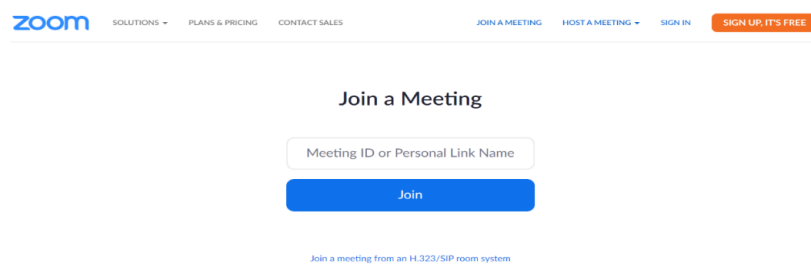 zoom SOLUTIONS PLANS & PRICING CONTACT SALES JOIN A MEETING HOST A MEETING SIGN IN SIGN UP, IT'S FREE
Join a Meeting
Meeting ID or Personal Link Name
Join
Join a meeting from an H.323/SIP room system